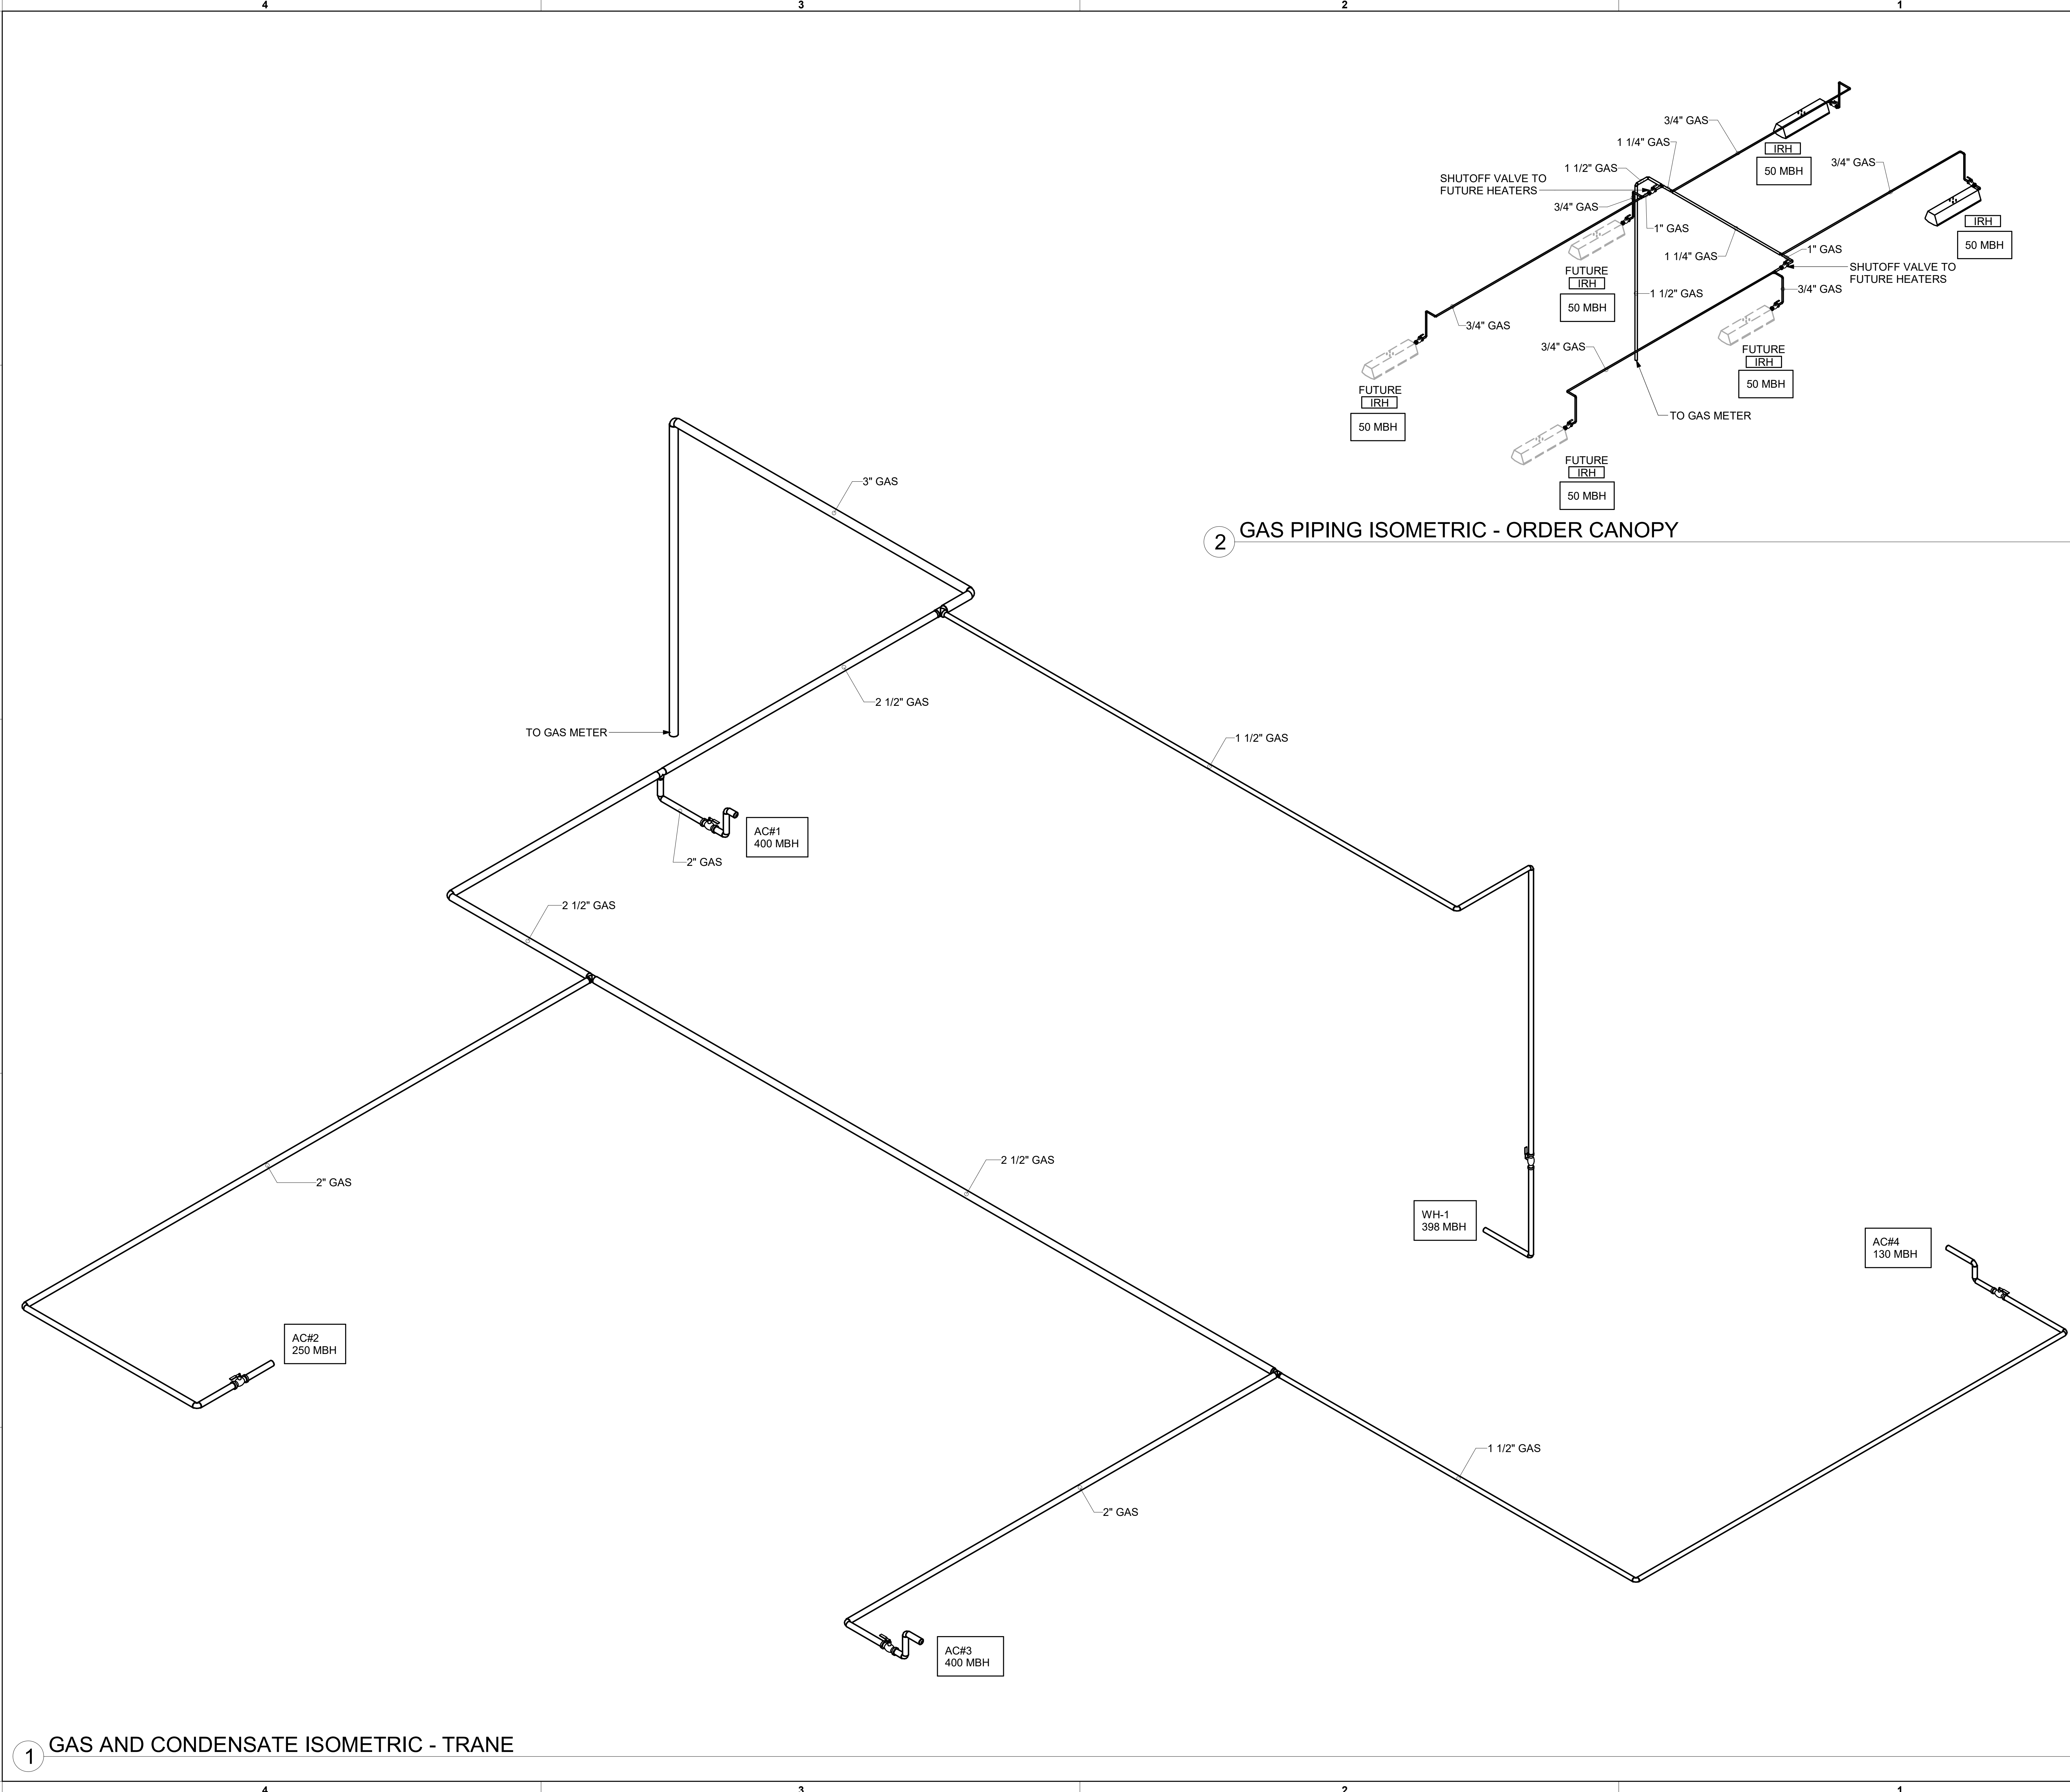 4
3
2
1
3/4" GAS
1 1/4" GAS
1 1/2" GAS
SHUTOFF VALVE TO
FUTURE HEATERS
3/4" GAS
1" GAS
1 1/4" GAS
IRH
50 MBH
3/4" GAS
IRH
50 MBH
1" GAS
SHUTOFF VALVE TO
FUTURE HEATERS
3/4" GAS
FUTURE
IRH
50 MBH
1 1/2" GAS
3/4" GAS
3/4" GAS
FUTURE
IRH
50 MBH
FUTURE
IRH
50 MBH
TO GAS METER
FUTURE
IRH
50 MBH
2
GAS PIPING ISOMETRIC - ORDER CANOPY
3" GAS
2 1/2" GAS
TO GAS METER
1 1/2" GAS
AC#1
400 MBH
2" GAS
2 1/2" GAS
2 1/2" GAS
2" GAS
WH-1
398 MBH
AC#4
130 MBH
AC#2
250 MBH
1 1/2" GAS
2" GAS
AC#3
400 MBH
1
GAS AND CONDENSATE ISOMETRIC - TRANE
4
3
2
1